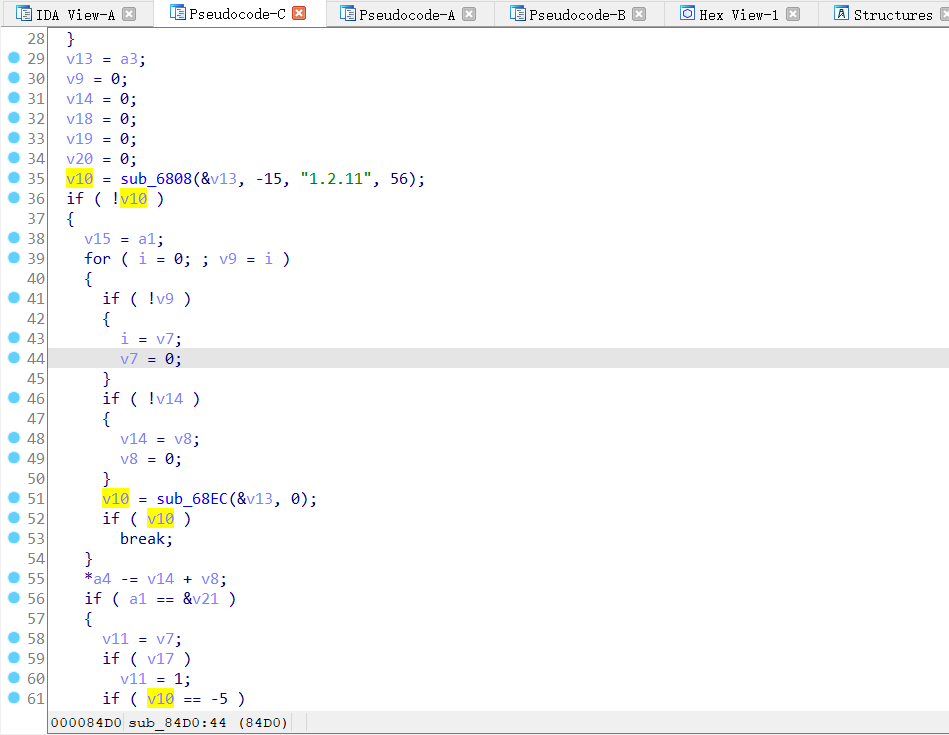 IDA View-A Pseudocode-C Pseudocode-A Pseudocode-B Hex View-1 Structures
28 }
29 v13 = a3;
30 v9 = 0;
31 v14 = 0;
32 v18 = 0;
33 v19 = 0;
34 v20 = 0;
35 v10 = sub_6808(&v13, -15, "1.2.11", 56);
36 if ( !v10 )
37 {
38 v15 = a1;
39 for ( i = 0; ; v9 = i )
40 {
41 if ( !v9 )
42 {
43 i = v7;
44 v7 = 0;
45 }
46 if ( !v14 )
47 {
48 v14 = v8;
49 v8 = 0;
50 }
51 v10 = sub_68EC(&v13, 0);
52 if ( v10 )
53 break;
54 }
55 *a4 -= v14 + v8;
56 if ( a1 == &v21 )
57 {
58 v11 = v7;
59 if ( v17 )
60 v11 = 1;
61 if ( v10 == -5 )
000084D0 sub_84D0:44 (84D0)